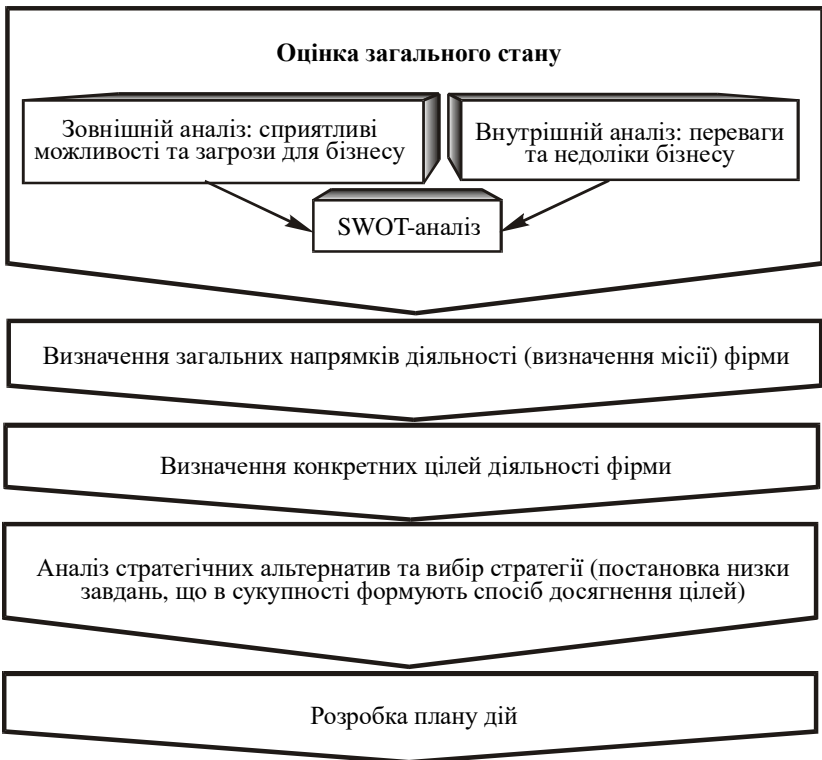 Оцінка загального стану
Зовнішній аналіз: сприятливі
можливості та загрози для бізнесу
Внутрішній аналіз: переваги
та недоліки бізнесу
SWOT-аналіз
Визначення загальних напрямків діяльності (визначення місії) фірми
Визначення конкретних цілей діяльності фірми
Аналіз стратегічних альтернатив та вибір стратегії (постановка низки
завдань, що в сукупності формують спосіб досягнення цілей)
Розробка плану дій